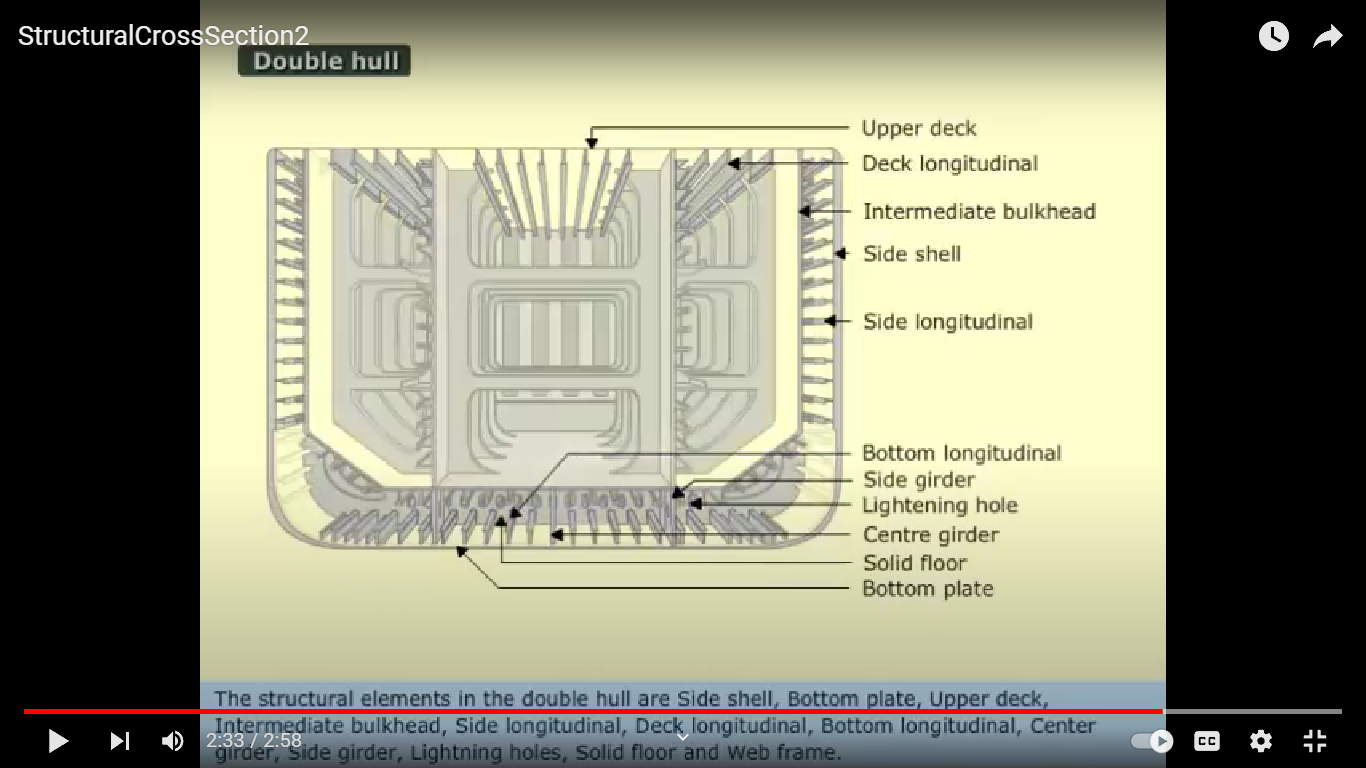 StructuralCrossSection2
Double hull
Upper deck
Deck longitudinal
Intermediate bulkhead
Side shell
Side longitudinal
Bottom longitudinal
Side girder
Lightening hole
Centre girder
Solid floor
Bottom plate
The structural elements in the double hull are Side shell, Bottom plate, Upper deck,
Intermediate bulkhead, Side longitudinal, Deck longitudinal, Bottom longitudinal, Center
girder, Side girder, Lightning holes, Solid floor and Web frame.
2:33 / 2:58
CC